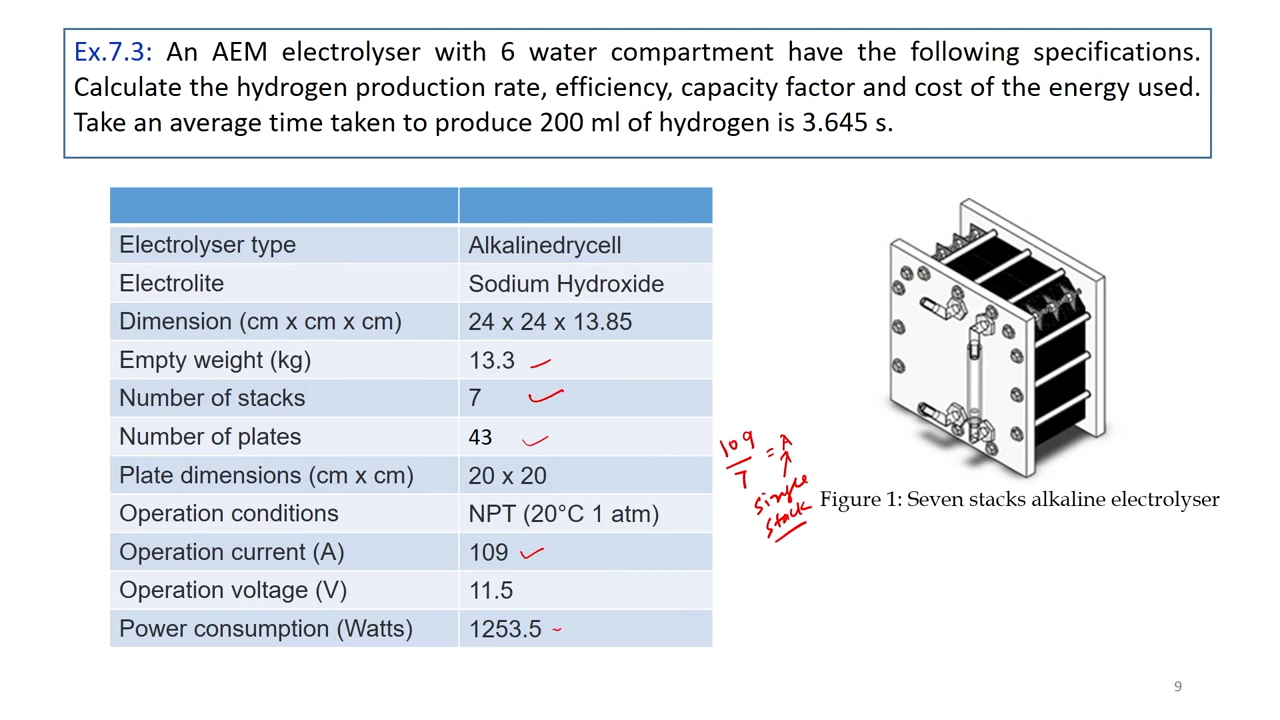 Ex.7.3: An AEM electrolyser with 6 water compartment have the following specifications.
Calculate the hydrogen production rate, efficiency, capacity factor and cost of the energy used.
Take an average time taken to produce 200 ml of hydrogen is 3.645 s.
Electrolyser type Alkalinedrycell
Electrolite Sodium Hydroxide
Dimension (cm x cm x cm) 24 x 24 x 13.85
Empty weight (kg) 13.3
Number of stacks 7
Number of plates 43
Plate dimensions (cm x cm) 20 x 20
Operation conditions NPT (20°C 1 atm)
Operation current (A) 109
Operation voltage (V) 11.5
Power consumption (Watts) 1253.5
109/7 = A
single
stack
Figure 1: Seven stacks alkaline electrolyser
9